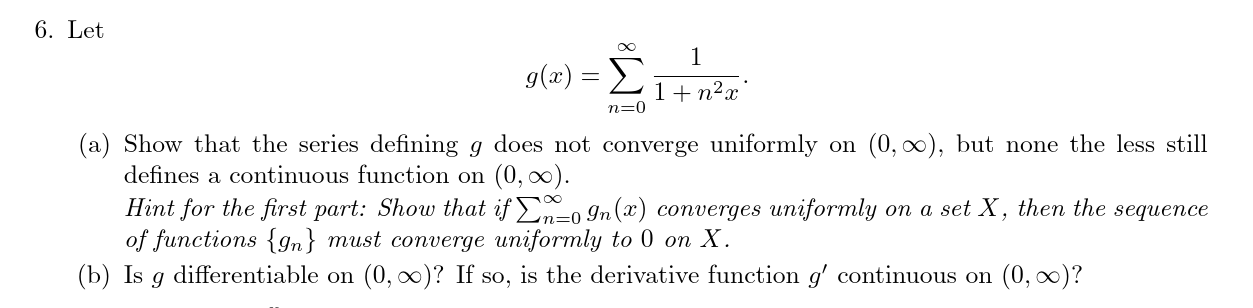 6. Let
g(x) = ∑_{n=0}^{∞} 1/(1 + n²x).
(a) Show that the series defining g does not converge uniformly on (0, ∞), but none the less still
defines a continuous function on (0, ∞).
Hint for the first part: Show that if ∑_{n=0}^{∞} gₙ(x) converges uniformly on a set X, then the sequence
of functions {gₙ} must converge uniformly to 0 on X.
(b) Is g differentiable on (0, ∞)? If so, is the derivative function g′ continuous on (0, ∞)?